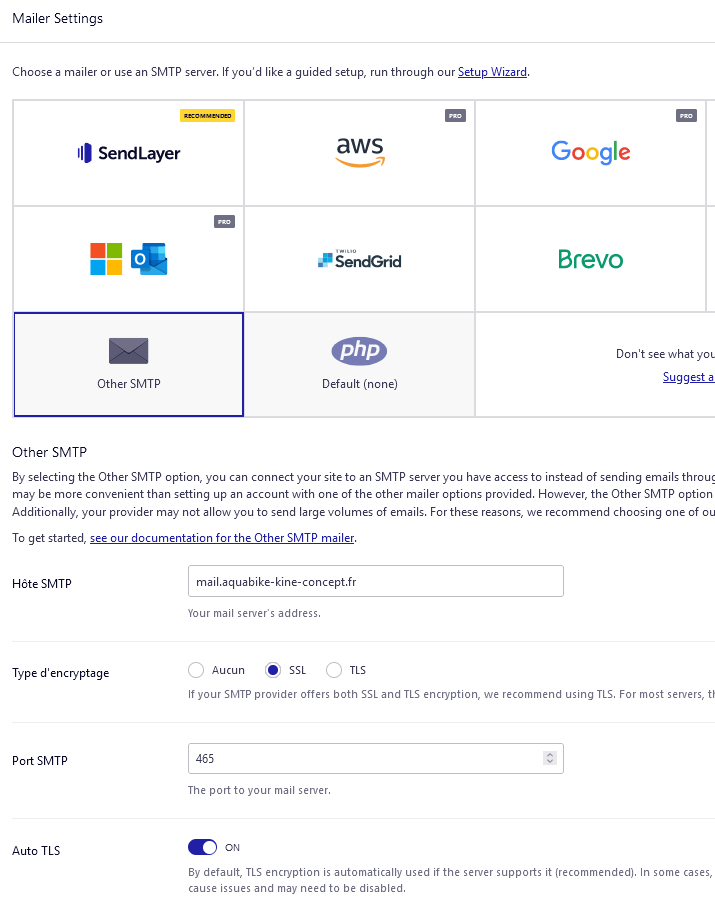 Mailer Settings
Choose a mailer or use an SMTP server. If you'd like a guided setup, run through our Setup Wizard.
RECOMMENDED
SendLayer
PRO
aws
PRO
Google
PRO
TWILIO
SendGrid
Brevo
Other SMTP
php
Default (none)
Don't see what you
Suggest a
Other SMTP
By selecting the Other SMTP option, you can connect your site to an SMTP server you have access to instead of sending emails throug
may be more convenient than setting up an account with one of the other mailer options provided. However, the Other SMTP option
Additionally, your provider may not allow you to send large volumes of emails. For these reasons, we recommend choosing one of ou
To get started, see our documentation for the Other SMTP mailer.
Hôte SMTP
mail.aquabike-kine-concept.fr
Your mail server's address.
Type d'encryptage
Aucun
SSL
TLS
If your SMTP provider offers both SSL and TLS encryption, we recommend using TLS. For most servers, th
Port SMTP
465
The port to your mail server.
Auto TLS
ON
By default, TLS encryption is automatically used if the server supports it (recommended). In some cases,
cause issues and may need to be disabled.